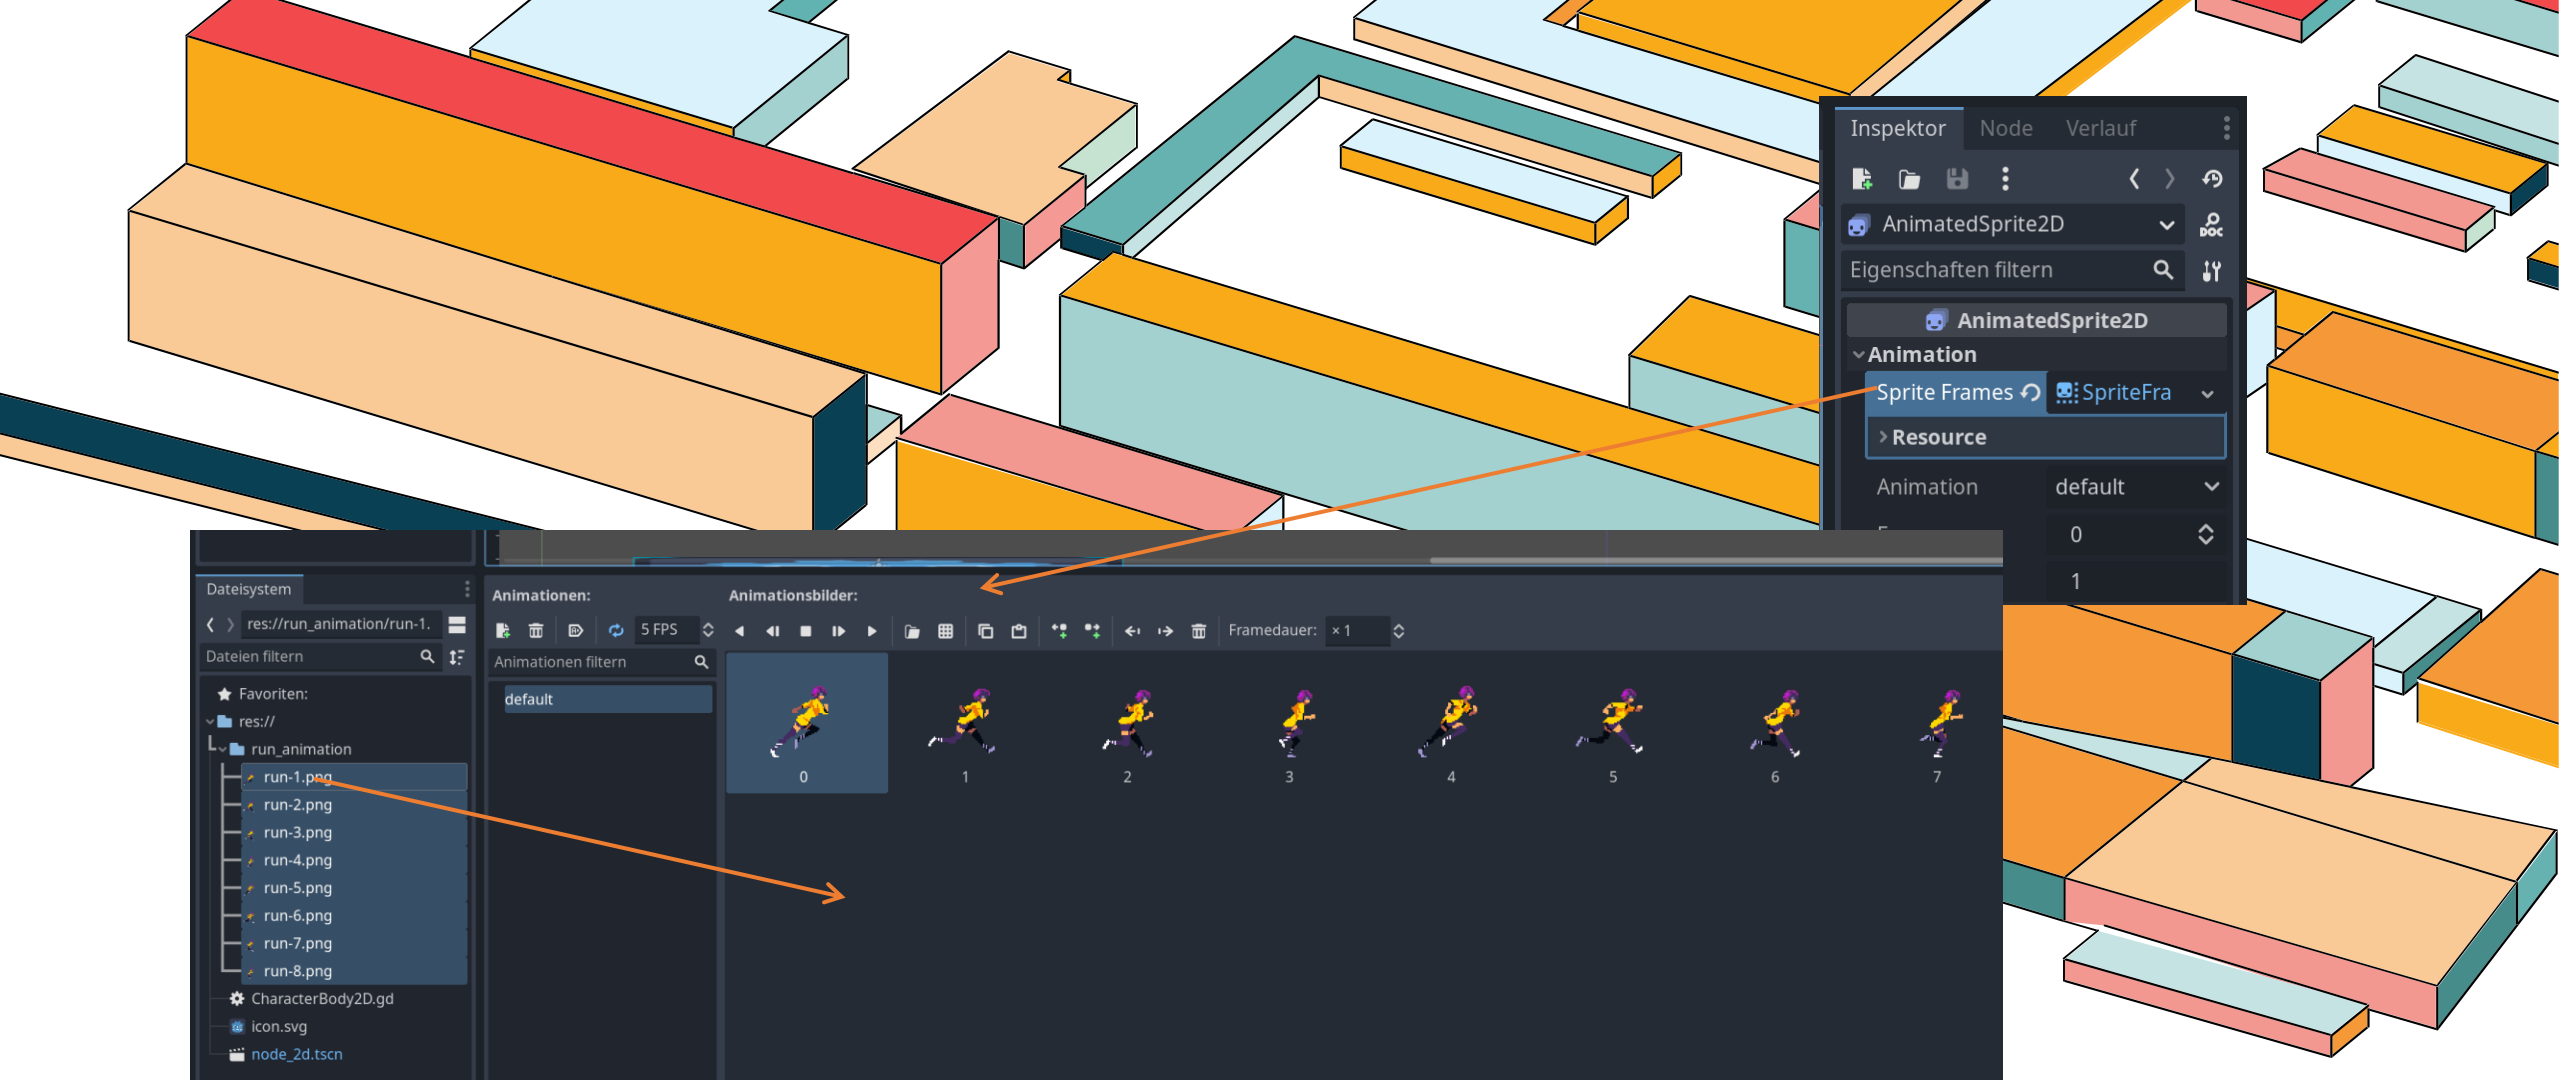 Inspektor Node Verlauf
AnimatedSprite2D
DOC
Eigenschaften filtern
AnimatedSprite2D
Animation
Sprite Frames SpriteFra
Resource
Animation default
0
1
Dateisystem
res://run_animation/run-1.
Dateien filtern
Favoriten:
res://
run_animation
run-1.png
run-2.png
run-3.png
run-4.png
run-5.png
run-6.png
run-7.png
run-8.png
CharacterBody2D.gd
icon.svg
node_2d.tscn
Animationen:
5 FPS
Animationen filtern
default
Animationsbilder:
Framedauer: × 1
0 1 2 3 4 5 6 7